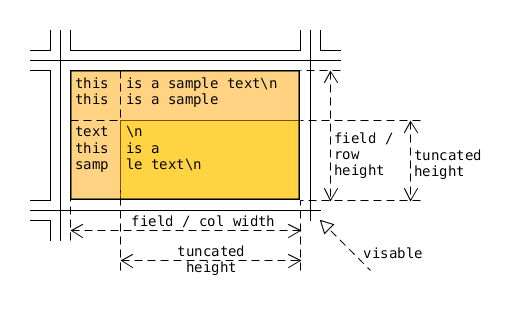 this is a sample text\n
this is a sample
text \n
this is a
samp le text\n
field /
row
height
tuncated
height
field / col width
tuncated
height
visable